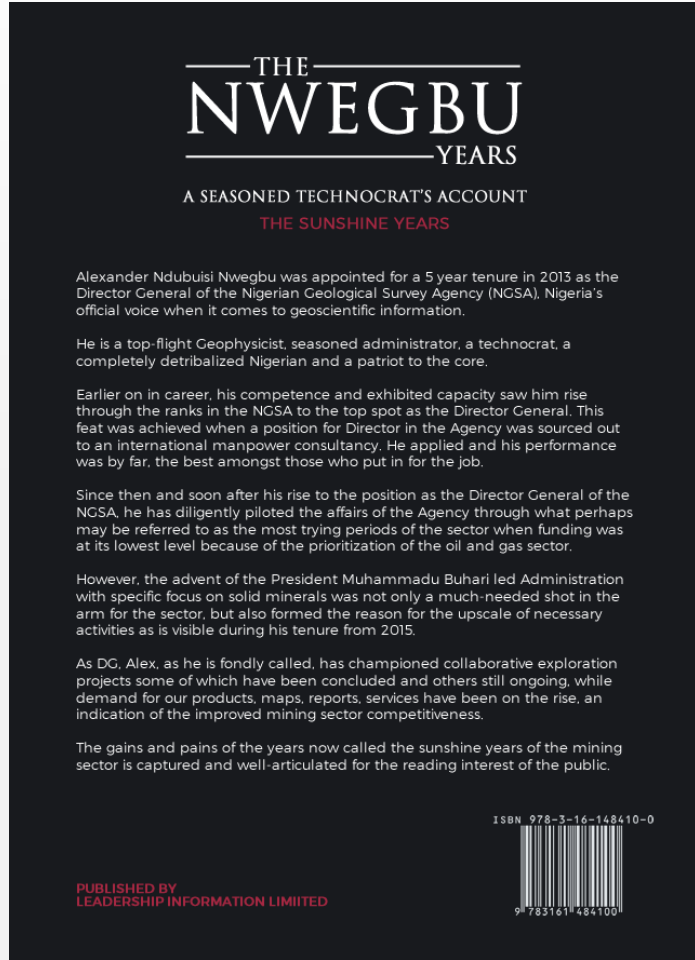 THE
NWEGBU
YEARS
A SEASONED TECHNOCRAT'S ACCOUNT
THE SUNSHINE YEARS
Alexander Ndubuisi Nwegbu was appointed for a 5 year tenure in 2013 as the
Director General of the Nigerian Geological Survey Agency (NGSA), Nigeria's
official voice when it comes to geoscientific information.
He is a top-flight Geophysicist, seasoned administrator, a technocrat, a
completely detribalized Nigerian and a patriot to the core.
Earlier on in career, his competence and exhibited capacity saw him rise
through the ranks in the NGSA to the top spot as the Director General. This
feat was achieved when a position for Director in the Agency was sourced out
to an international manpower consultancy. He applied and his performance
was by far, the best amongst those who put in for the job.
Since then and soon after his rise to the position as the Director General of the
NGSA, he has diligently piloted the affairs of the Agency through what perhaps
may be referred to as the most trying periods of the sector when funding was
at its lowest level because of the prioritization of the oil and gas sector.
However, the advent of the President Muhammadu Buhari led Administration
with specific focus on solid minerals was not only a much-needed shot in the
arm for the sector, but also formed the reason for the upscale of necessary
activities as is visible during his tenure from 2015.
As DG, Alex, as he is fondly called, has championed collaborative exploration
projects some of which have been concluded and others still ongoing, while
demand for our products, maps, reports, services have been on the rise, an
indication of the improved mining sector competitiveness.
The gains and pains of the years now called the sunshine years of the mining
sector is captured and well-articulated for the reading interest of the public.
ISBN 978-3-16-148410-0
9 783161 484100
PUBLISHED BY
LEADERSHIP INFORMATION LIMIITED